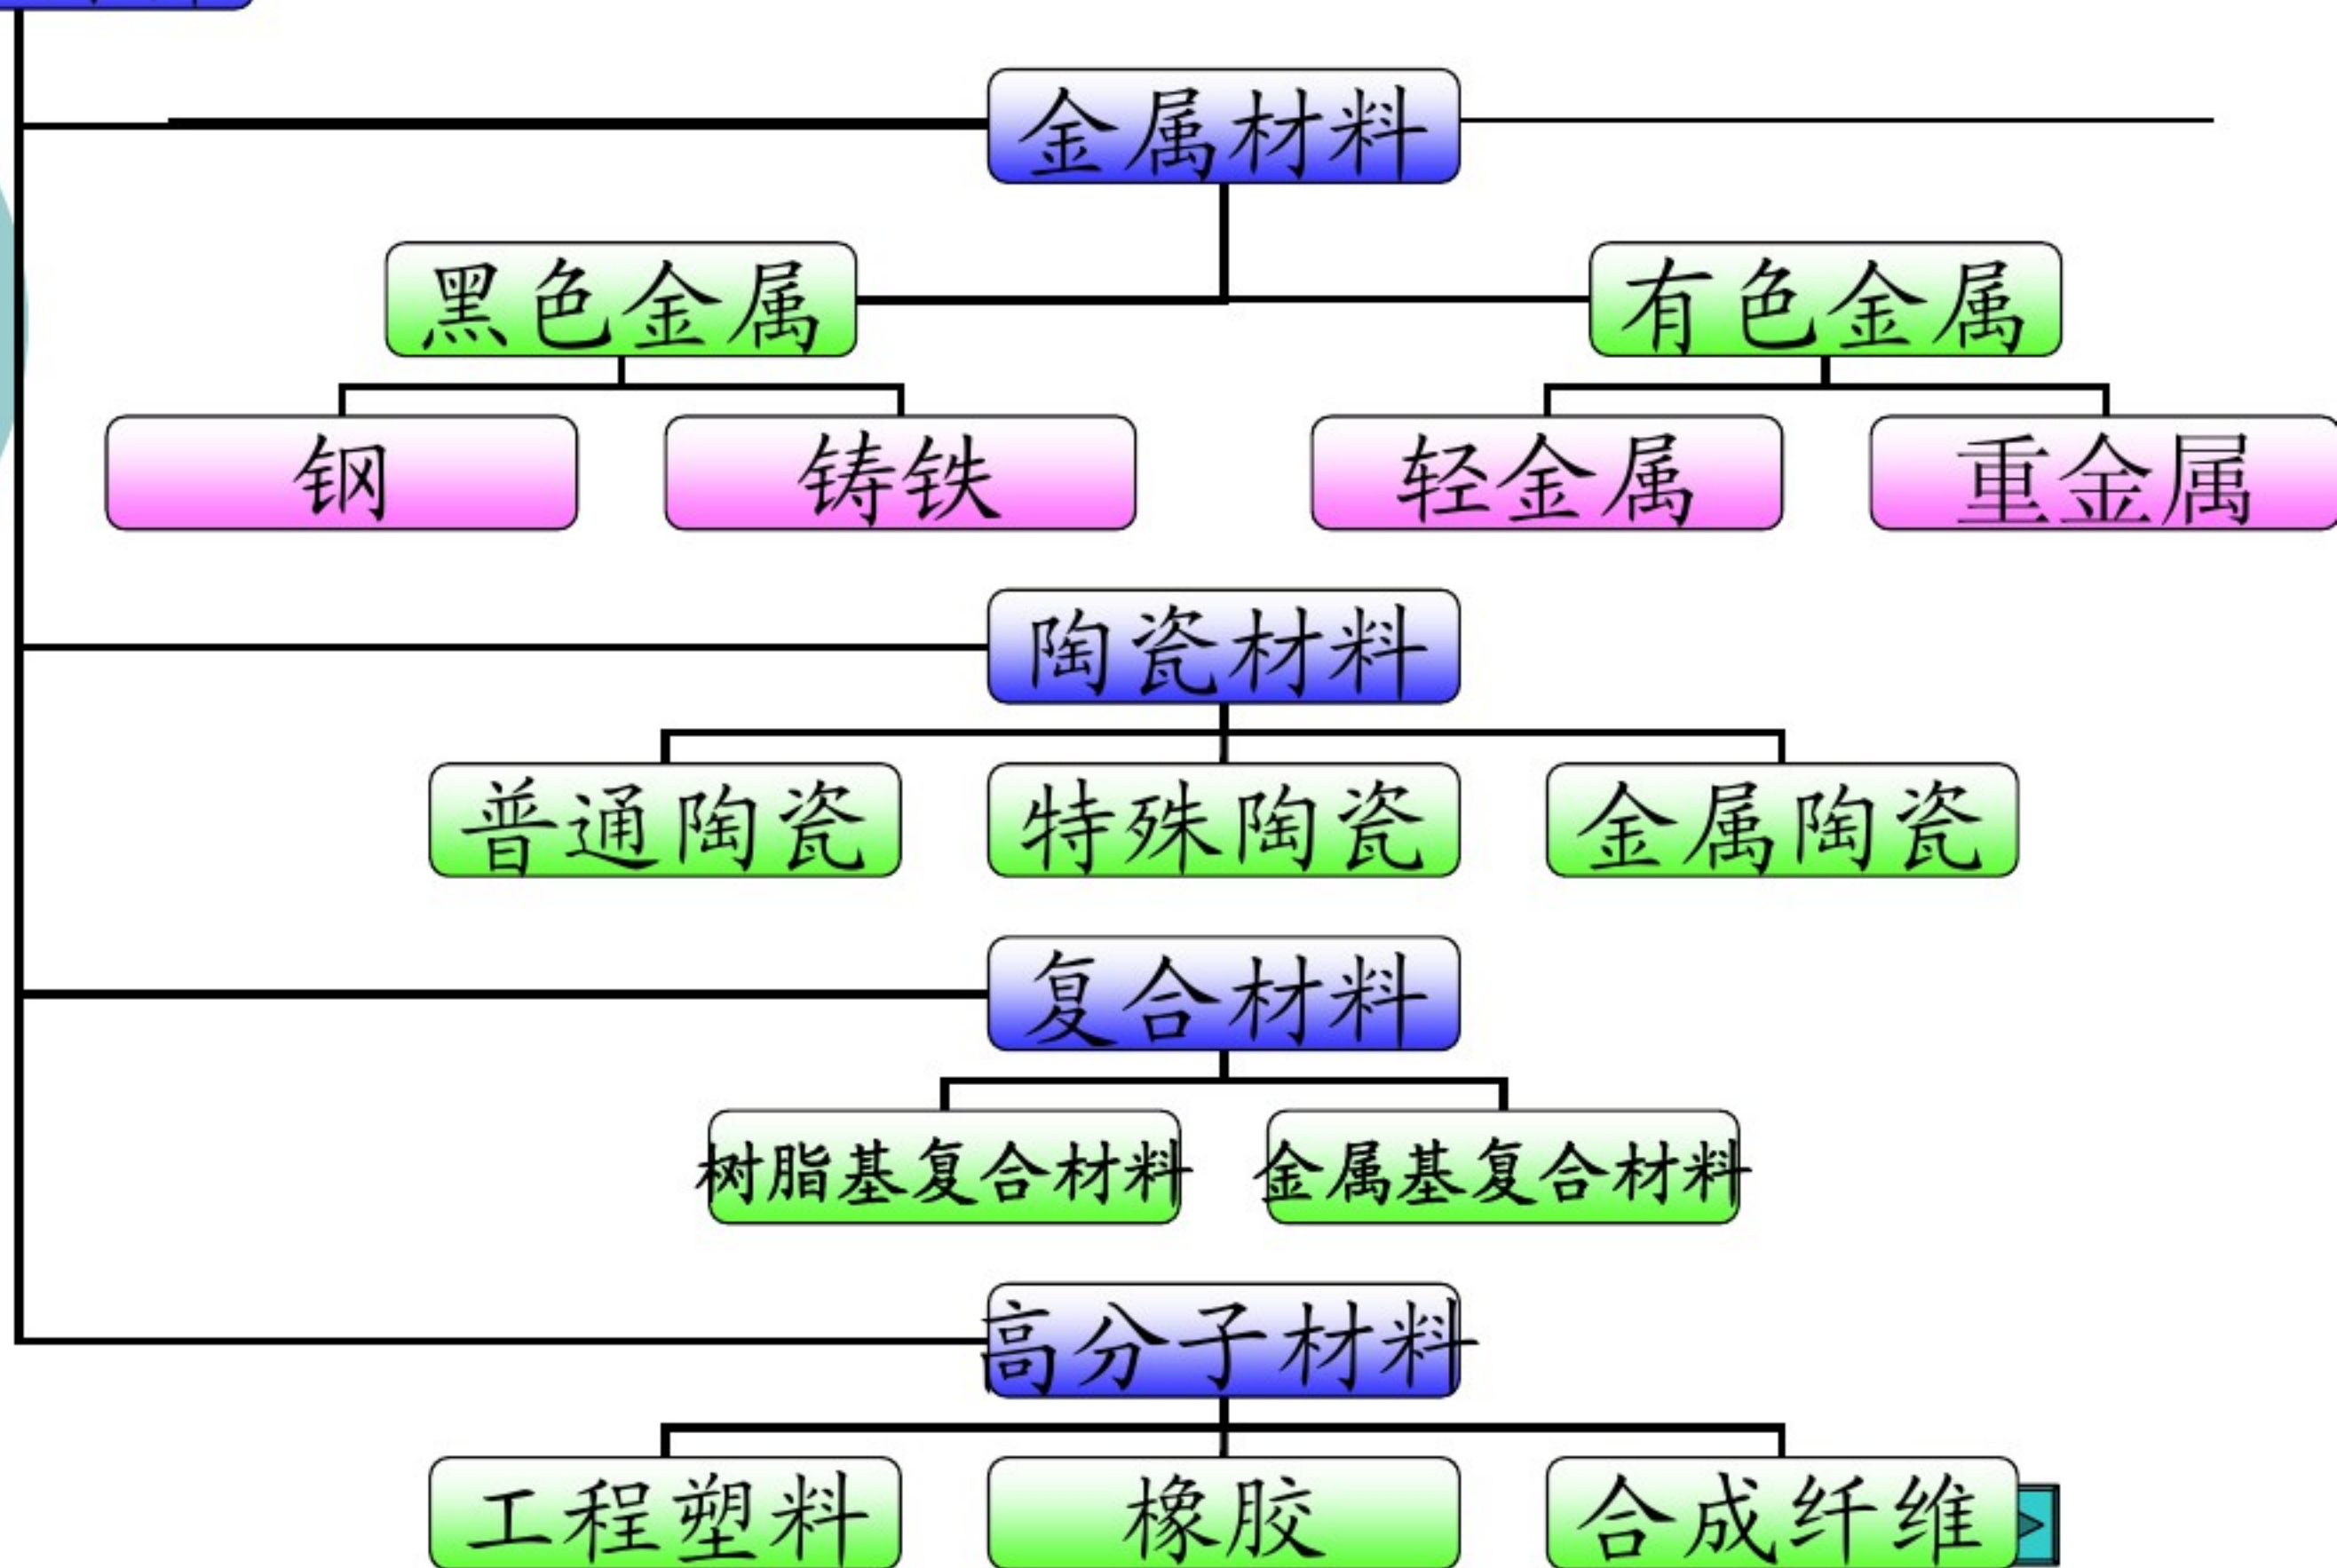 金属材料
黑色金属
有色金属
钢
铸铁
轻金属
重金属
陶瓷材料
普通陶瓷
特殊陶瓷
金属陶瓷
复合材料
树脂基复合材料
金属基复合材料
高分子材料
工程塑料
橡胶
合成纤维